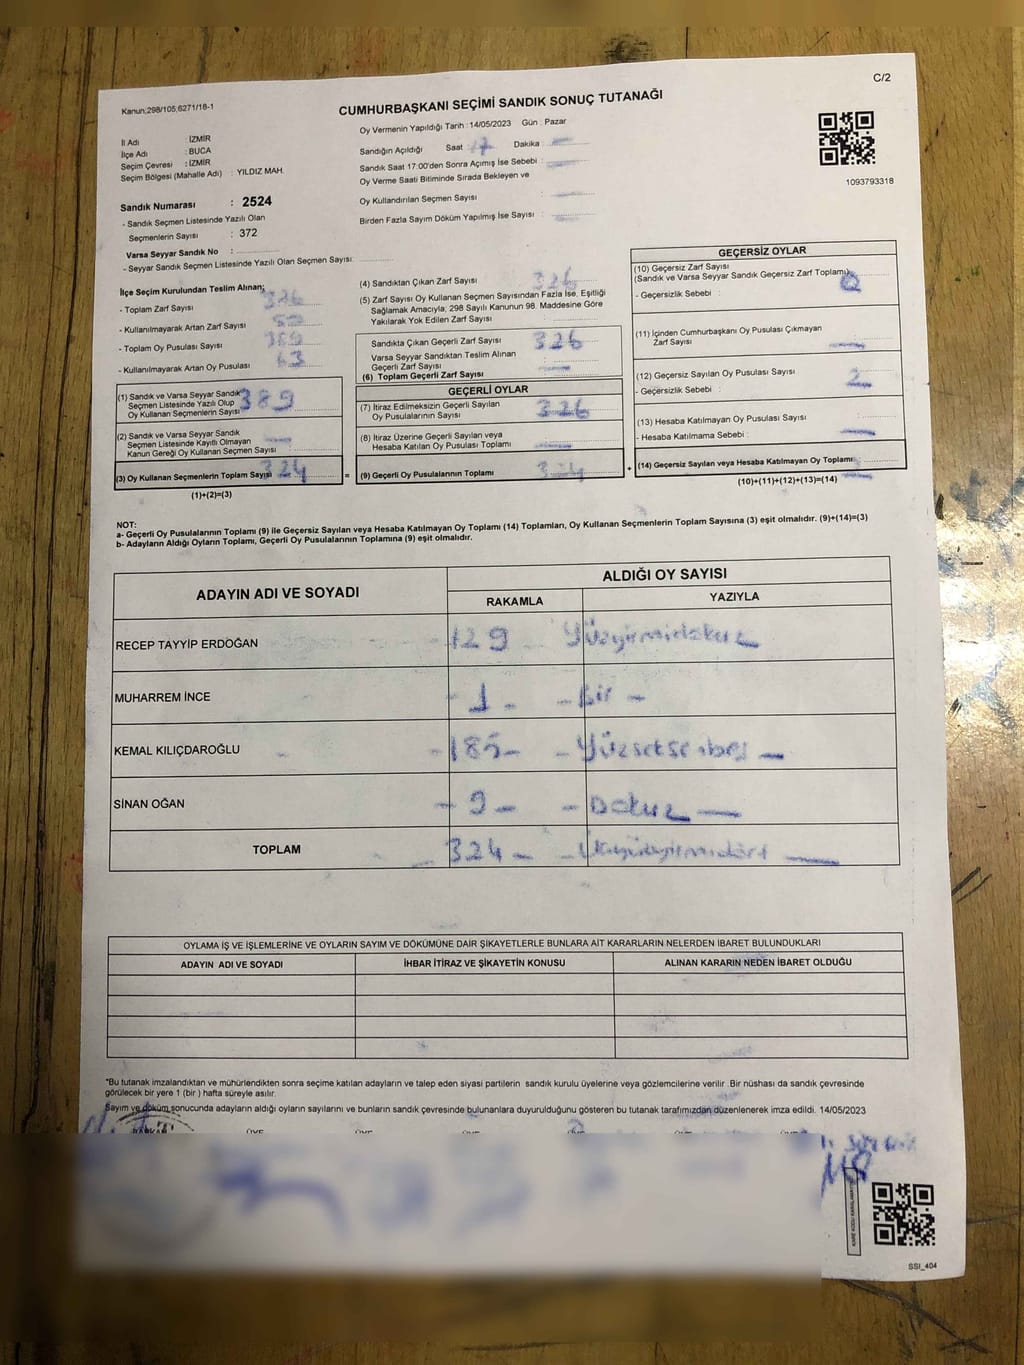 C/2
Kanun;298/105,6271/16-1
CUMHURBAŞKANI SEÇİMİ SANDIK SONUÇ TUTANAĞI
İl Adı : İZMİR
İlçe Adı : BUCA
Seçim Çevresi : İZMİR
Seçim Bölgesi (Mahalle Adı) : YILDIZ MAH.
Sandık Numarası : 2524
- Sandık Seçmen Listesinde Yazılı Olan
Seçmenlerin Sayısı : 372
Varsa Seyyar Sandık No :
- Seyyar Sandık Seçmen Listesinde Yazılı Olan Seçmen Sayısı:
Oy Vermenin Yapıldığı Tarih : 14/05/2023 Gün : Pazar
Sandığın Açıldığı Saat : 17 Dakika :
Sandık Saat 17:00'den Sonra Açımış İse Sebebi :
Oy Verme Saati Bitiminde Sırada Bekleyen ve
Oy Kullandırılan Seçmen Sayısı :
Birden Fazla Sayım Döküm Yapılmış İse Sayısı :
1093793318
İlçe Seçim Kurulundan Teslim Alınan;
- Toplam Zarf Sayısı :
- Kullanılmayarak Artan Zarf Sayısı :
- Toplam Oy Pusulası Sayısı :
- Kullanılmayarak Artan Oy Pusulası : 63
(1) Sandık ve Varsa Seyyar Sandık
Seçmen Listesinde Yazılı Olup
Oy Kullanan Seçmenlerin Sayısı : 389
(2) Sandık ve Varsa Seyyar Sandık
Seçmen Listesinde Kayıtlı Olmayan
Kanun Gereği Oy Kullanan Seçmen Sayısı :
(3) Oy Kullanan Seçmenlerin Toplam Sayısı : 324
=
(1)+(2)=(3)
(4) Sandıktan Çıkan Zarf Sayısı : 326
(5) Zarf Sayısı Oy Kullanan Seçmen Sayısından Fazla İse, Eşitliği
Sağlamak Amacıyla; 298 Sayılı Kanunun 98. Maddesine Göre
Yakılarak Yok Edilen Zarf Sayısı :
Sandıkta Çıkan Geçerli Zarf Sayısı : 326
Varsa Seyyar Sandıktan Teslim Alınan
Geçerli Zarf Sayısı :
(6) Toplam Geçerli Zarf Sayısı :
GEÇERLİ OYLAR
(7) İtiraz Edilmeksizin Geçerli Sayılan
Oy Pusulalarının Sayısı : 326
(8) İtiraz Üzerine Geçerli Sayılan veya
Hesaba Katılan Oy Pusulası Toplamı :
(9) Geçerli Oy Pusulalarının Toplamı : 324
+
GEÇERSİZ OYLAR
(10) Geçersiz Zarf Sayısı
(Sandık ve Varsa Seyyar Sandık Geçersiz Zarf Toplamı):
- Geçersizlik Sebebi :
(11) İçinden Cumhurbaşkanı Oy Pusulası Çıkmayan
Zarf Sayısı :
(12) Geçersiz Sayılan Oy Pusulası Sayısı : 2
- Geçersizlik Sebebi :
(13) Hesaba Katılmayan Oy Pusulası Sayısı :
- Hesaba Katılmama Sebebi :
(14) Geçersiz Sayılan veya Hesaba Katılmayan Oy Toplamı :
(10)+(11)+(12)+(13)=(14)
NOT:
a- Geçerli Oy Pusulalarının Toplamı (9) ile Geçersiz Sayılan veya Hesaba Katılmayan Oy Toplamı (14) Toplamları, Oy Kullanan Seçmenlerin Toplam Sayısına (3) eşit olmalıdır. (9)+(14)=(3)
b- Adayların Aldığı Oyların Toplamı, Geçerli Oy Pusulalarının Toplamına (9) eşit olmalıdır.
ADAYIN ADI VE SOYADI
ALDIĞI OY SAYISI
RAKAMLA YAZIYLA
RECEP TAYYİP ERDOĞAN -129 Yüzyirmidokuz
MUHARREM İNCE - 1 - - Bir -
KEMAL KILIÇDAROĞLU -185- - Yüzseksenbeş -
SİNAN OĞAN - 9 - - Dokuz -
TOPLAM - 324 - - Üçyüzyirmidört -
OYLAMA İŞ VE İŞLEMLERİNE VE OYLARIN SAYIM VE DÖKÜMÜNE DAİR ŞİKAYETLERLE BUNLARA AİT KARARLARIN NELERDEN İBARET BULUNDUKLARI
ADAYIN ADI VE SOYADI İHBAR İTİRAZ VE ŞİKAYETİN KONUSU ALINAN KARARIN NEDEN İBARET OLDUĞU
*Bu tutanak imzalandıktan ve mühürlendikten sonra seçime katılan adayların ve talep eden siyasi partilerin sandık kurulu üyelerine veya gözlemcilerine verilir .Bir nüshası da sandık çevresinde
görülecek bir yere 1 (bir ) hafta süreyle asılır.
Sayım ve döküm sonucunda adayların aldığı oyların sayılarını ve bunların sandık çevresinde bulunanlara duyurulduğunu gösteren bu tutanak tarafımızdan düzenlenerek imza edildi. 14/05/2023
SSI_404